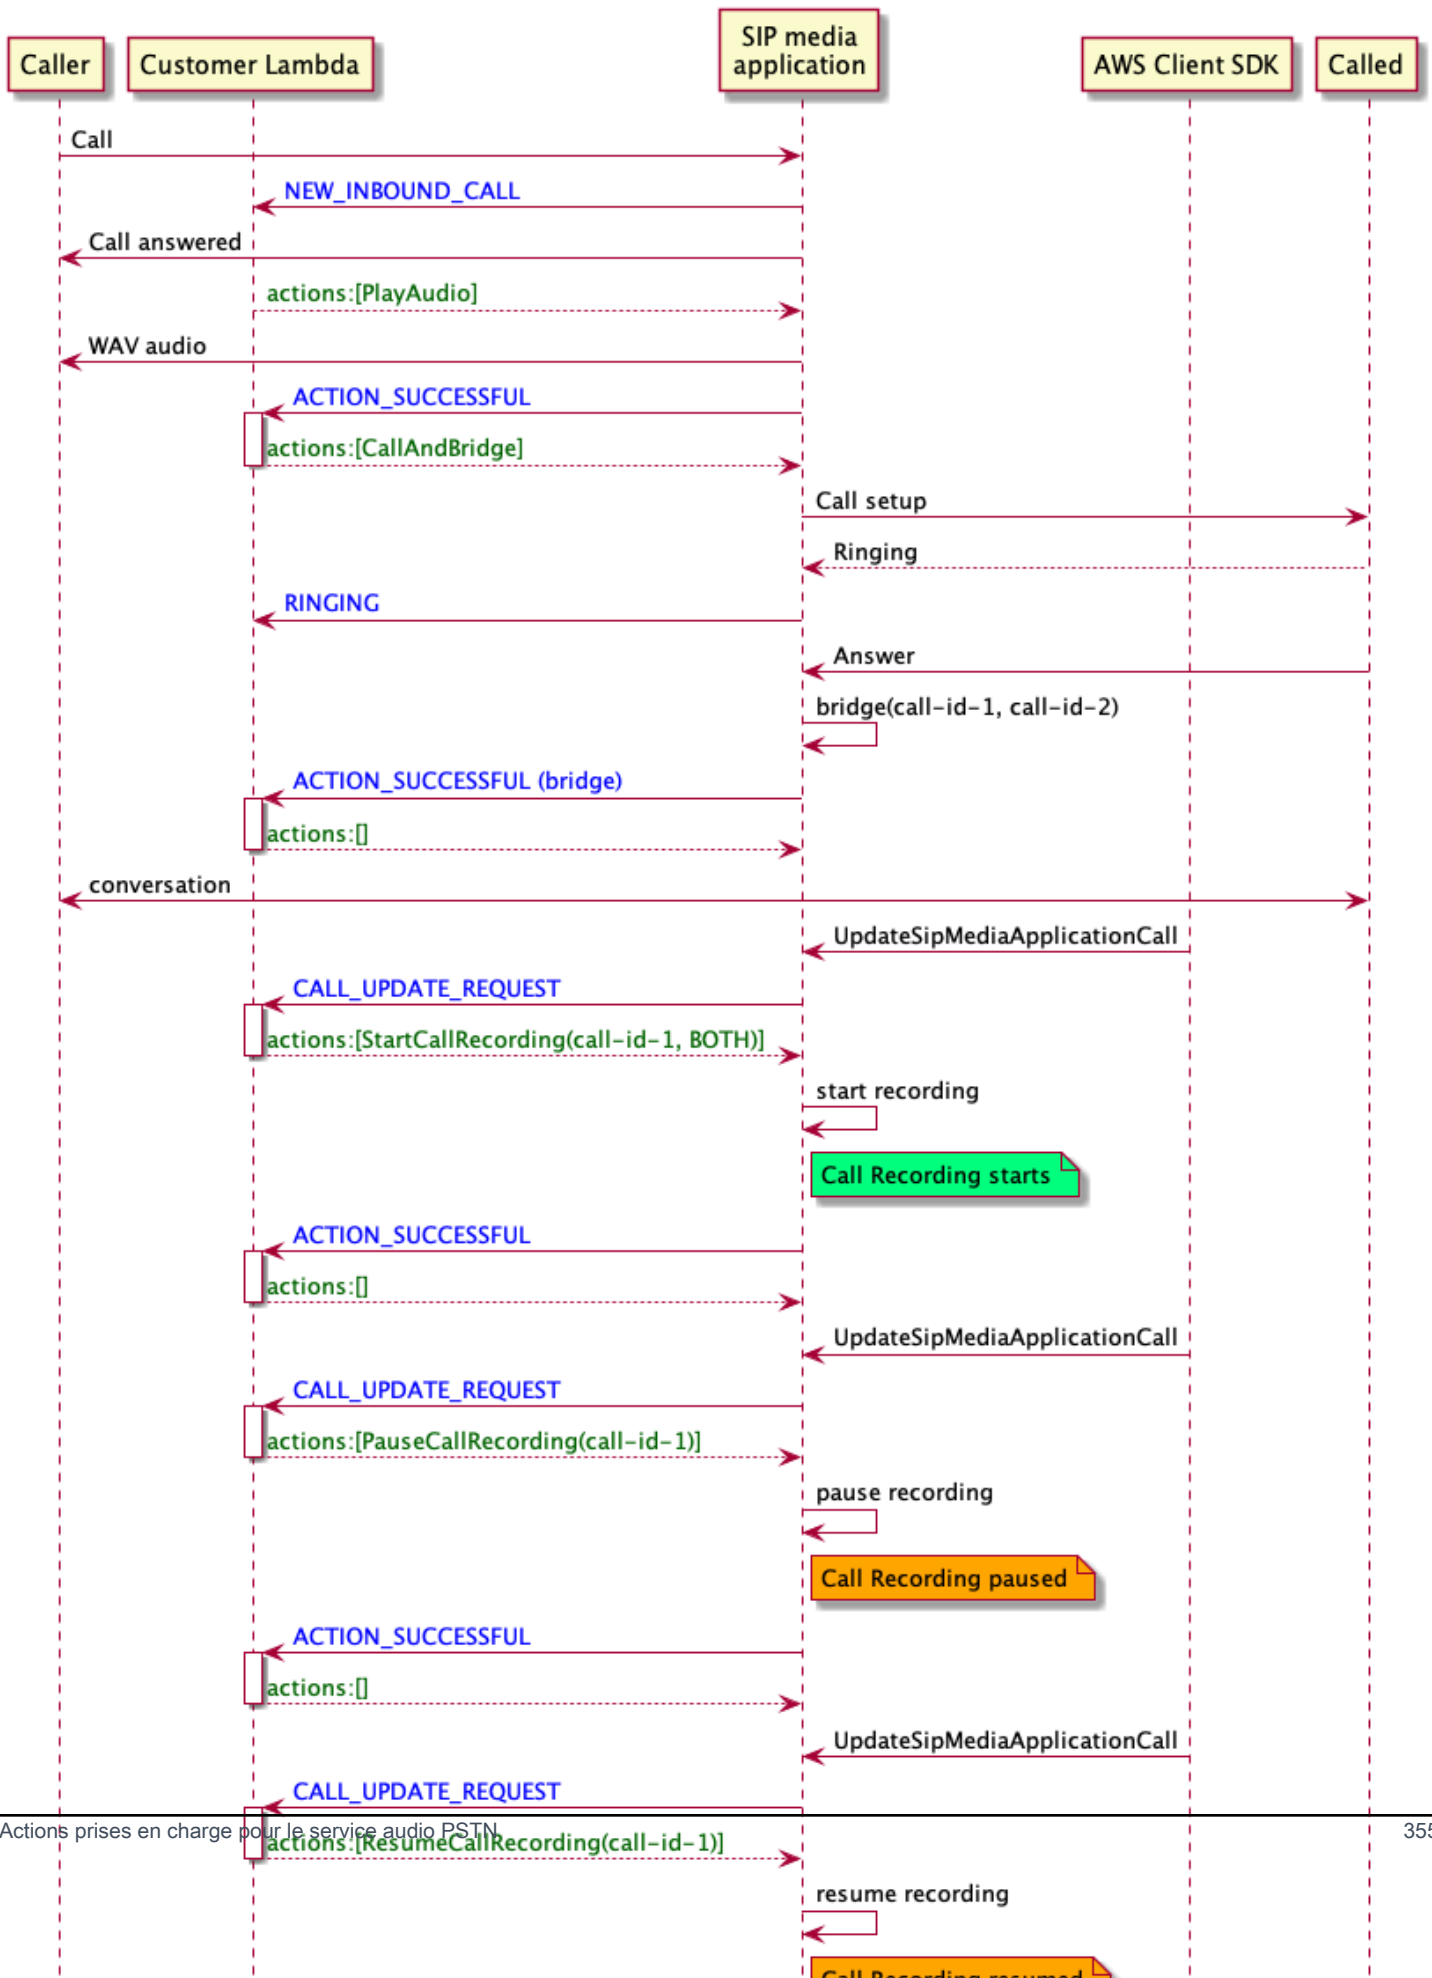 Caller
Customer Lambda
SIP media
application
AWS Client SDK
Called
Call
NEW_INBOUND_CALL
Call answered
actions:[PlayAudio]
WAV audio
ACTION_SUCCESSFUL
actions:[CallAndBridge]
Call setup
Ringing
RINGING
Answer
bridge(call-id-1, call-id-2)
ACTION_SUCCESSFUL (bridge)
actions:[]
conversation
UpdateSipMediaApplicationCall
CALL_UPDATE_REQUEST
actions:[StartCallRecording(call-id-1, BOTH)]
start recording
Call Recording starts
ACTION_SUCCESSFUL
actions:[]
UpdateSipMediaApplicationCall
CALL_UPDATE_REQUEST
actions:[PauseCallRecording(call-id-1)]
pause recording
Call Recording paused
ACTION_SUCCESSFUL
actions:[]
UpdateSipMediaApplicationCall
CALL_UPDATE_REQUEST
Actions prises en charge pour le service audio PSTN
355
actions:[ResumeCallRecording(call-id-1)]
resume recording
Call Recording resumed